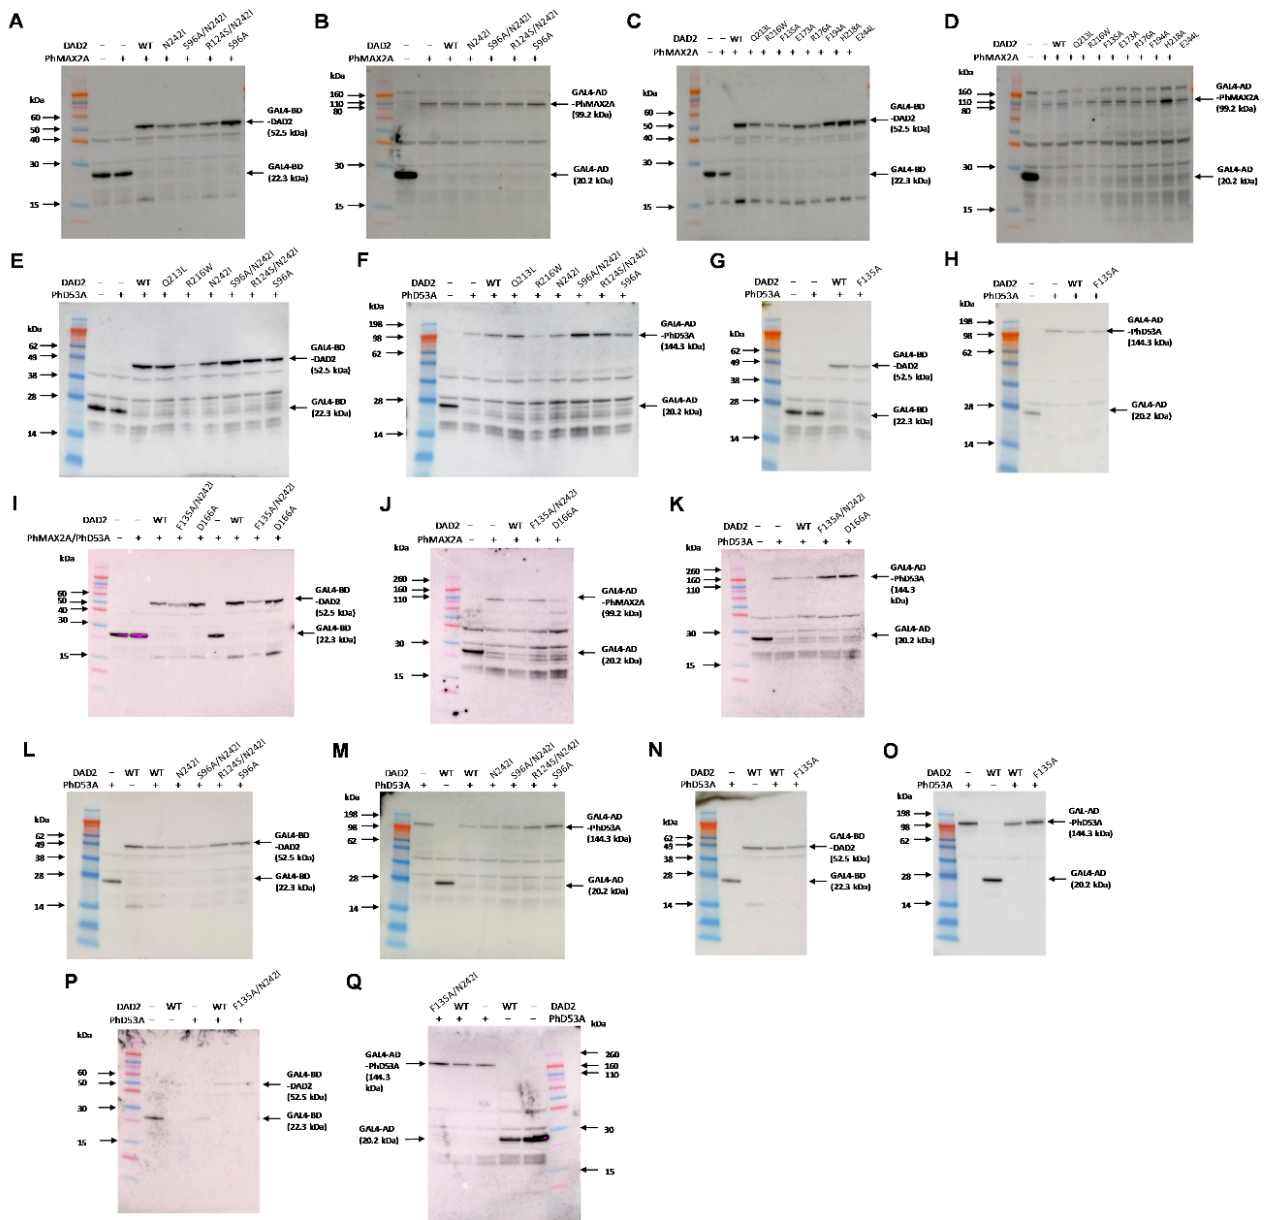 A
DAD2 – – WT N242I S96A/N242I R124S/N242I S96A
PhMAX2A – + + + + + +
kDa
60
50
40
30
15
GAL4-BD
-DAD2
(52.5 kDa)
GAL4-BD
(22.3 kDa)
B
DAD2 – – WT N242I S96A/N242I R124S/N242I S96A
PhMAX2A – + + + + + +
kDa
160
110
80
30
15
GAL4-AD
-PhMAX2A
(99.2 kDa)
GAL4-AD
(20.2 kDa)
C
DAD2 – – WT Q213L R216W F135A E173A R176A F194A H218A E244L
PhMAX2A – + + + + + + + + + +
kDa
60
50
40
30
15
GAL4-BD
-DAD2
(52.5 kDa)
GAL4-BD
(22.3 kDa)
D
DAD2 – – WT Q213L R216W F135A E173A R176A F194A H218A E244L
PhMAX2A – + + + + + + + + +
kDa
160
110
80
30
15
GAL4-AD
-PhMAX2A
(99.2 kDa)
GAL4-AD
(20.2 kDa)
E
DAD2 – – WT Q213L R216W N242I S96A/N242I R124S/N242I S96A
PhD53A – + + + + + + + +
kDa
62
49
38
28
14
GAL4-BD
-DAD2
(52.5 kDa)
GAL4-BD
(22.3 kDa)
F
DAD2 – – WT Q213L R216W N242I S96A/N242I R124S/N242I S96A
PhD53A – + + + + + + + +
kDa
198
98
62
28
14
GAL4-AD
-PhD53A
(144.3 kDa)
GAL4-AD
(20.2 kDa)
G
DAD2 – – WT F135A
PhD53A – + + +
kDa
62
49
38
28
14
GAL4-BD
-DAD2
(52.5 kDa)
GAL4-BD
(22.3 kDa)
H
DAD2 – – WT F135A
PhD53A – + + +
kDa
198
98
62
28
14
GAL4-AD
-PhD53A
(144.3 kDa)
GAL4-AD
(20.2 kDa)
I
DAD2 – – WT F135A/N242I D166A – WT F135A/N242I D166A
PhMAX2A/PhD53A – + + + + + + + +
kDa
60
50
40
30
15
GAL4-BD
-DAD2
(52.5 kDa)
GAL4-BD
(22.3 kDa)
J
DAD2 – – WT F135A/N242I D166A
PhMAX2A – + + + +
kDa
260
160
110
30
15
GAL4-AD
-PhMAX2A
(99.2 kDa)
GAL4-AD
(20.2 kDa)
K
DAD2 – – WT F135A/N242I D166A
PhD53A – + + + +
kDa
260
160
110
30
15
GAL4-AD
-PhD53A
(144.3
kDa)
GAL4-AD
(20.2 kDa)
L
DAD2 – WT WT N242I S96A/N242I R124S/N242I S96A
PhD53A + – + + + + +
kDa
62
49
38
28
14
GAL4-BD
-DAD2
(52.5 kDa)
GAL4-BD
(22.3 kDa)
M
DAD2 – WT WT N242I S96A/N242I R124S/N242I S96A
PhD53A + – + + + + +
kDa
198
98
62
28
14
GAL4-AD
-PhD53A
(144.3 kDa)
GAL4-AD
(20.2 kDa)
N
DAD2 – WT WT F135A
PhD53A + – + +
kDa
62
49
38
28
14
GAL4-BD
-DAD2
(52.5 kDa)
GAL4-BD
(22.3 kDa)
O
DAD2 – WT WT F135A
PhD53A + – + +
kDa
198
98
62
28
14
GAL-AD
-PhD53A
(144.3 kDa)
GAL4-AD
(20.2 kDa)
P
DAD2 – WT – WT F135A/N242I
PhD53A – – + + +
kDa
60
50
30
15
GAL4-BD
-DAD2
(52.5 kDa)
GAL4-BD
(22.3 kDa)
Q
F135A/N242I WT – WT – DAD2
+ + + – – PhD53A
kDa
GAL4-AD
-PhD53A
(144.3
kDa)
GAL4-AD
(20.2 kDa)
260
160
110
30
15